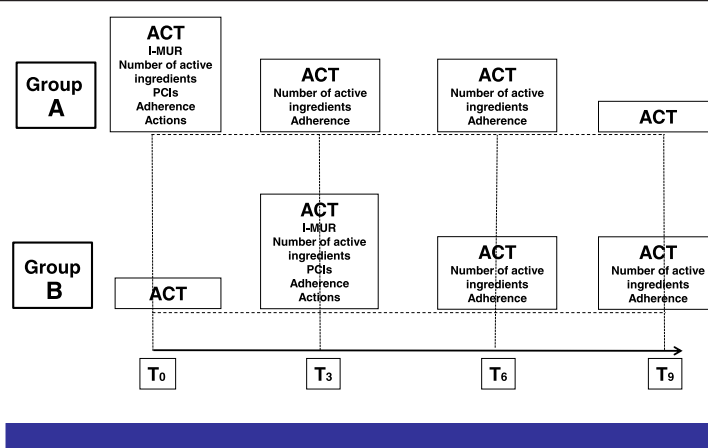 Group
A
ACT
I-MUR
Number of active
ingredients
PCIs
Adherence
Actions
ACT
Number of active
ingredients
Adherence
ACT
Number of active
ingredients
Adherence
ACT
Group
B
ACT
ACT
I-MUR
Number of active
ingredients
PCIs
Adherence
Actions
ACT
Number of active
ingredients
Adherence
ACT
Number of active
ingredients
Adherence
T0
T3
T6
T9